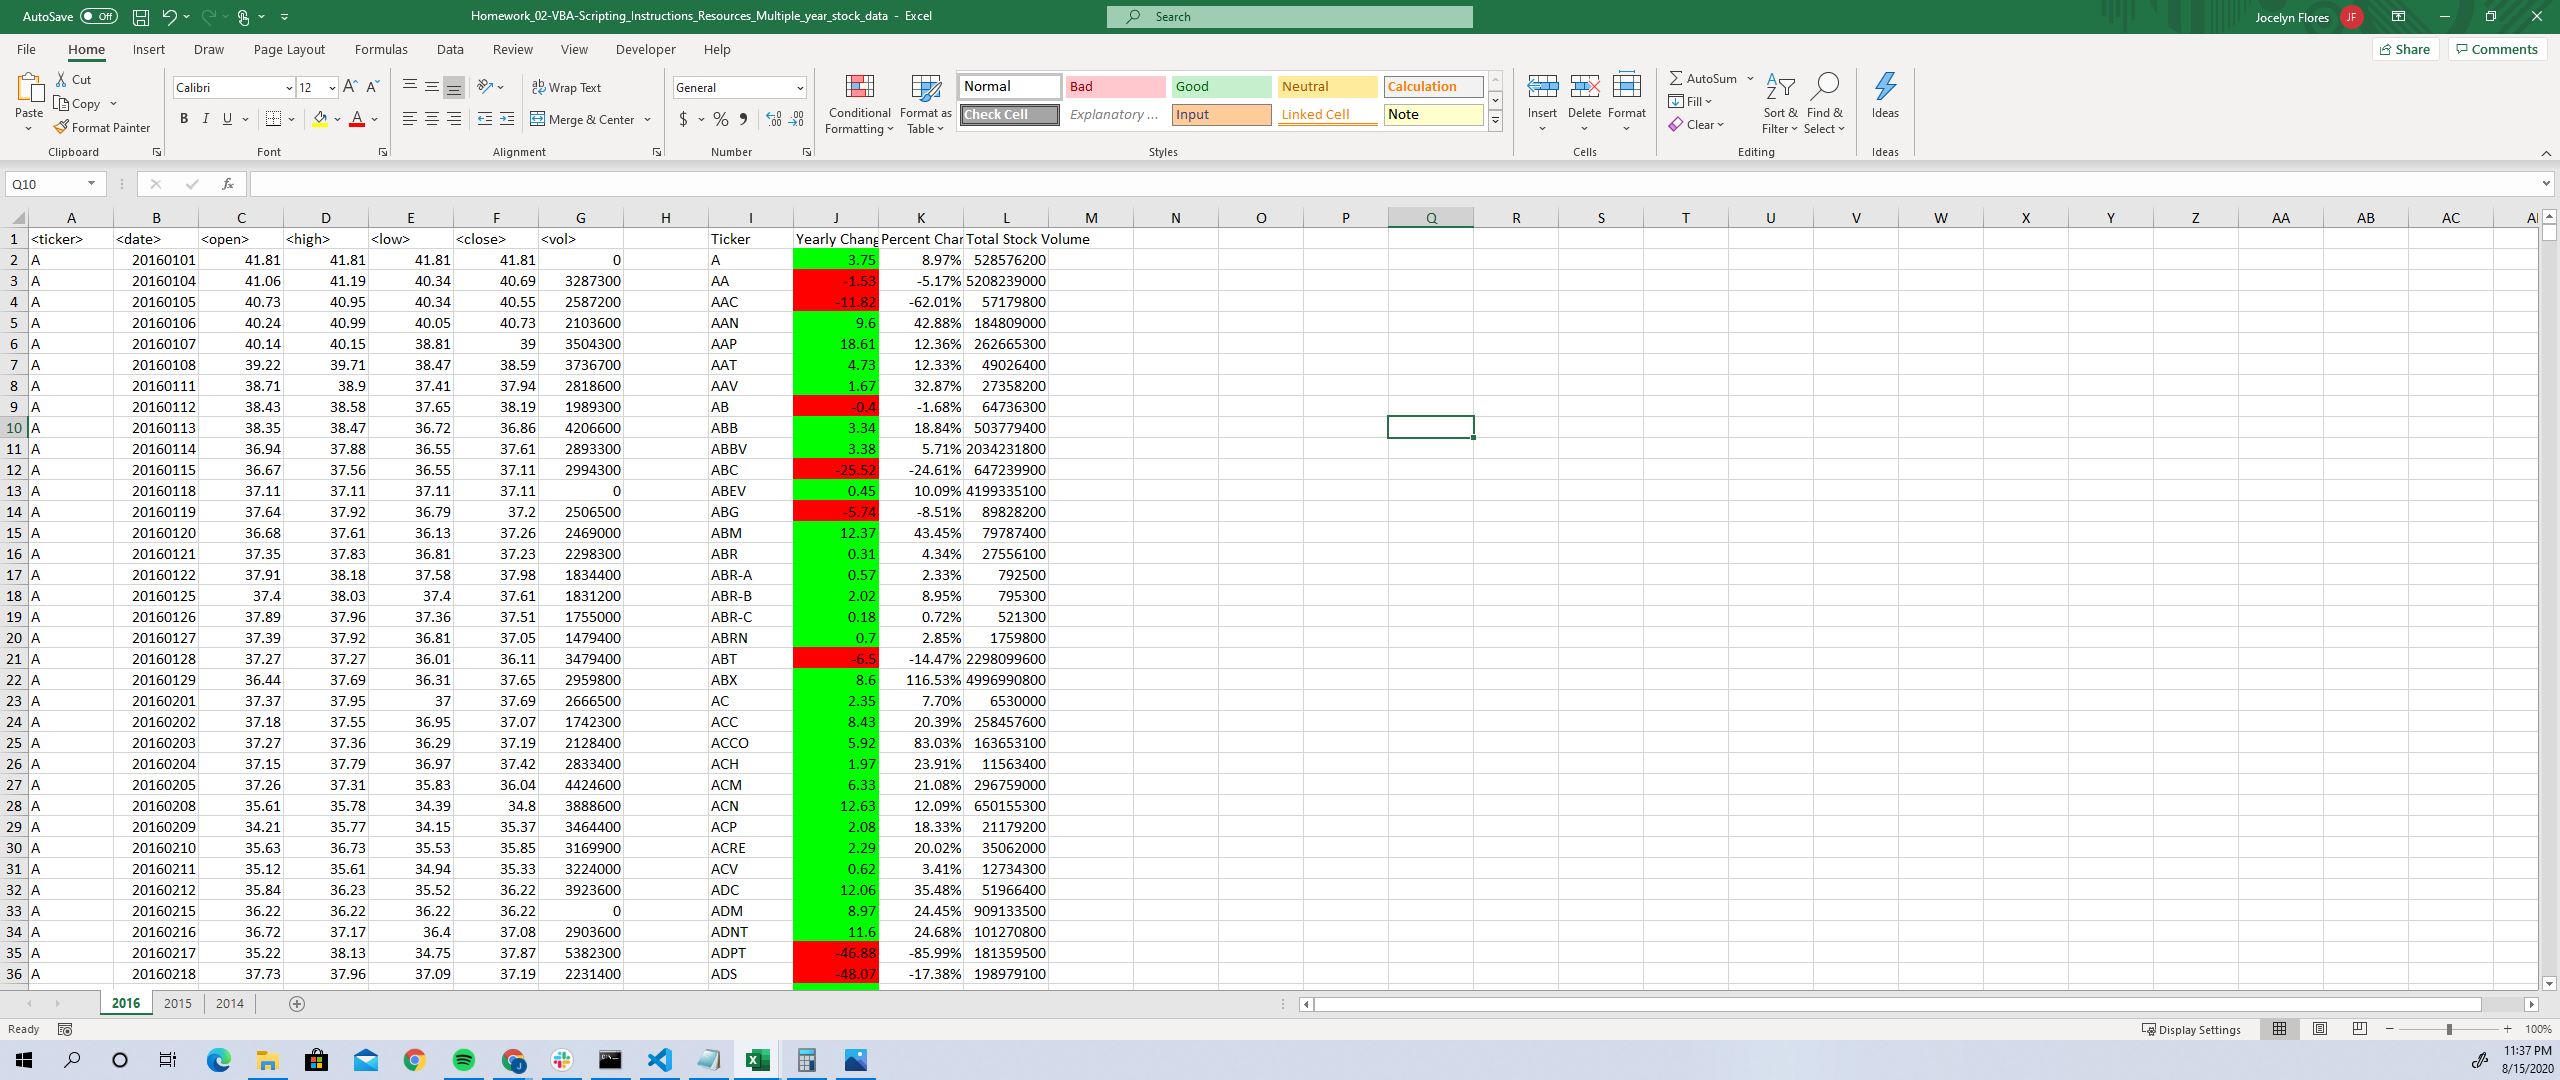 AutoSave Off Homework_02-VBA-Scripting_Instructions_Resources_Multiple_year_stock_data - Excel Search Jocelyn Flores JF
File Home Insert Draw Page Layout Formulas Data Review View Developer Help Share Comments
Paste Cut Copy Format Painter Clipboard
Calibri 12 A A B I U A Font
Wrap Text Merge & Center Alignment
General $ % Number
Conditional Formatting Format as Table
Normal Bad Good Neutral Calculation
Check Cell Explanatory ... Input Linked Cell Note
Styles
Insert Delete Format Cells
AutoSum Fill Clear Sort & Filter Find & Select Editing
Ideas Ideas
Q10 fx
A B C D E F G H I J K L M N O P Q R S T U V W X Y Z AA AB AC
1 <ticker> <date> <open> <high> <low> <close> <vol> Ticker Yearly Chang Percent Char Total Stock Volume
2 A 20160101 41.81 41.81 41.81 41.81 0 A 3.75 8.97% 528576200
3 A 20160104 41.06 41.19 40.34 40.69 3287300 AA -1.53 -5.17% 5208239000
4 A 20160105 40.73 40.95 40.34 40.55 2587200 AAC -11.82 -62.01% 57179800
5 A 20160106 40.24 40.99 40.05 40.73 2103600 AAN 9.6 42.88% 184809000
6 A 20160107 40.14 40.15 38.81 39 3504300 AAP 18.61 12.36% 262665300
7 A 20160108 39.22 39.71 38.47 38.59 3736700 AAT 4.73 12.33% 49026400
8 A 20160111 38.71 38.9 37.41 37.94 2818600 AAV 1.67 32.87% 27358200
9 A 20160112 38.43 38.58 37.65 38.19 1989300 AB -0.4 -1.68% 64736300
10 A 20160113 38.35 38.47 36.72 36.86 4206600 ABB 3.34 18.84% 503779400
11 A 20160114 36.94 37.88 36.55 37.61 2893300 ABBV 3.38 5.71% 2034231800
12 A 20160115 36.67 37.56 36.55 37.11 2994300 ABC -25.52 -24.61% 647239900
13 A 20160118 37.11 37.11 37.11 37.11 0 ABEV 0.45 10.09% 4199335100
14 A 20160119 37.64 37.92 36.79 37.2 2506500 ABG -5.74 -8.51% 89828200
15 A 20160120 36.68 37.61 36.13 37.26 2469000 ABM 12.37 43.45% 79787400
16 A 20160121 37.35 37.83 36.81 37.23 2298300 ABR 0.31 4.34% 27556100
17 A 20160122 37.91 38.18 37.58 37.98 1834400 ABR-A 0.57 2.33% 792500
18 A 20160125 37.4 38.03 37.4 37.61 1831200 ABR-B 2.02 8.95% 795300
19 A 20160126 37.89 37.96 37.36 37.51 1755000 ABR-C 0.18 0.72% 521300
20 A 20160127 37.39 37.92 36.81 37.05 1479400 ABRN 0.7 2.85% 1759800
21 A 20160128 37.27 37.27 36.01 36.11 3479400 ABT -6.5 -14.47% 2298099600
22 A 20160129 36.44 37.69 36.31 37.65 2959800 ABX 8.6 116.53% 4996990800
23 A 20160201 37.37 37.95 37 37.69 2666500 AC 2.35 7.70% 6530000
24 A 20160202 37.18 37.55 36.95 37.07 1742300 ACC 8.43 20.39% 258457600
25 A 20160203 37.27 37.36 36.29 37.19 2128400 ACCO 5.92 83.03% 163653100
26 A 20160204 37.15 37.79 36.97 37.42 2833400 ACH 1.97 23.91% 11563400
27 A 20160205 37.26 37.31 35.83 36.04 4424600 ACM 6.33 21.08% 296759000
28 A 20160208 35.61 35.78 34.39 34.8 3888600 ACN 12.63 12.09% 650155300
29 A 20160209 34.21 35.77 34.15 35.37 3464400 ACP 2.08 18.33% 21179200
30 A 20160210 35.63 36.73 35.53 35.85 3169900 ACRE 2.29 20.02% 35062000
31 A 20160211 35.12 35.61 34.94 35.33 3224000 ACV 0.62 3.41% 12734300
32 A 20160212 35.84 36.23 35.52 36.22 3923600 ADC 12.06 35.48% 51966400
33 A 20160215 36.22 36.22 36.22 36.22 0 ADM 8.97 24.45% 909133500
34 A 20160216 36.72 37.17 36.4 37.08 2903600 ADNT 11.6 24.68% 101270800
35 A 20160217 35.22 38.13 34.75 37.87 5382300 ADPT -46.88 -85.99% 181359500
36 A 20160218 37.73 37.96 37.09 37.19 2231400 ADS -48.07 -17.38% 198979100
2016 2015 2014
Ready Display Settings 100%
11:37 PM
8/15/2020